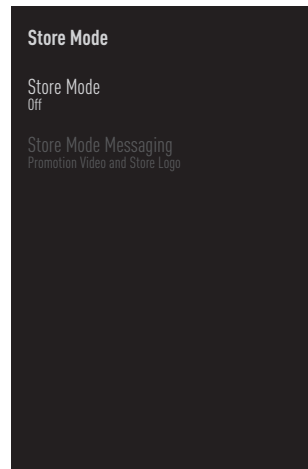 Store Mode
Store Mode
Off
Store Mode Messaging
Promotion Video and Store Logo